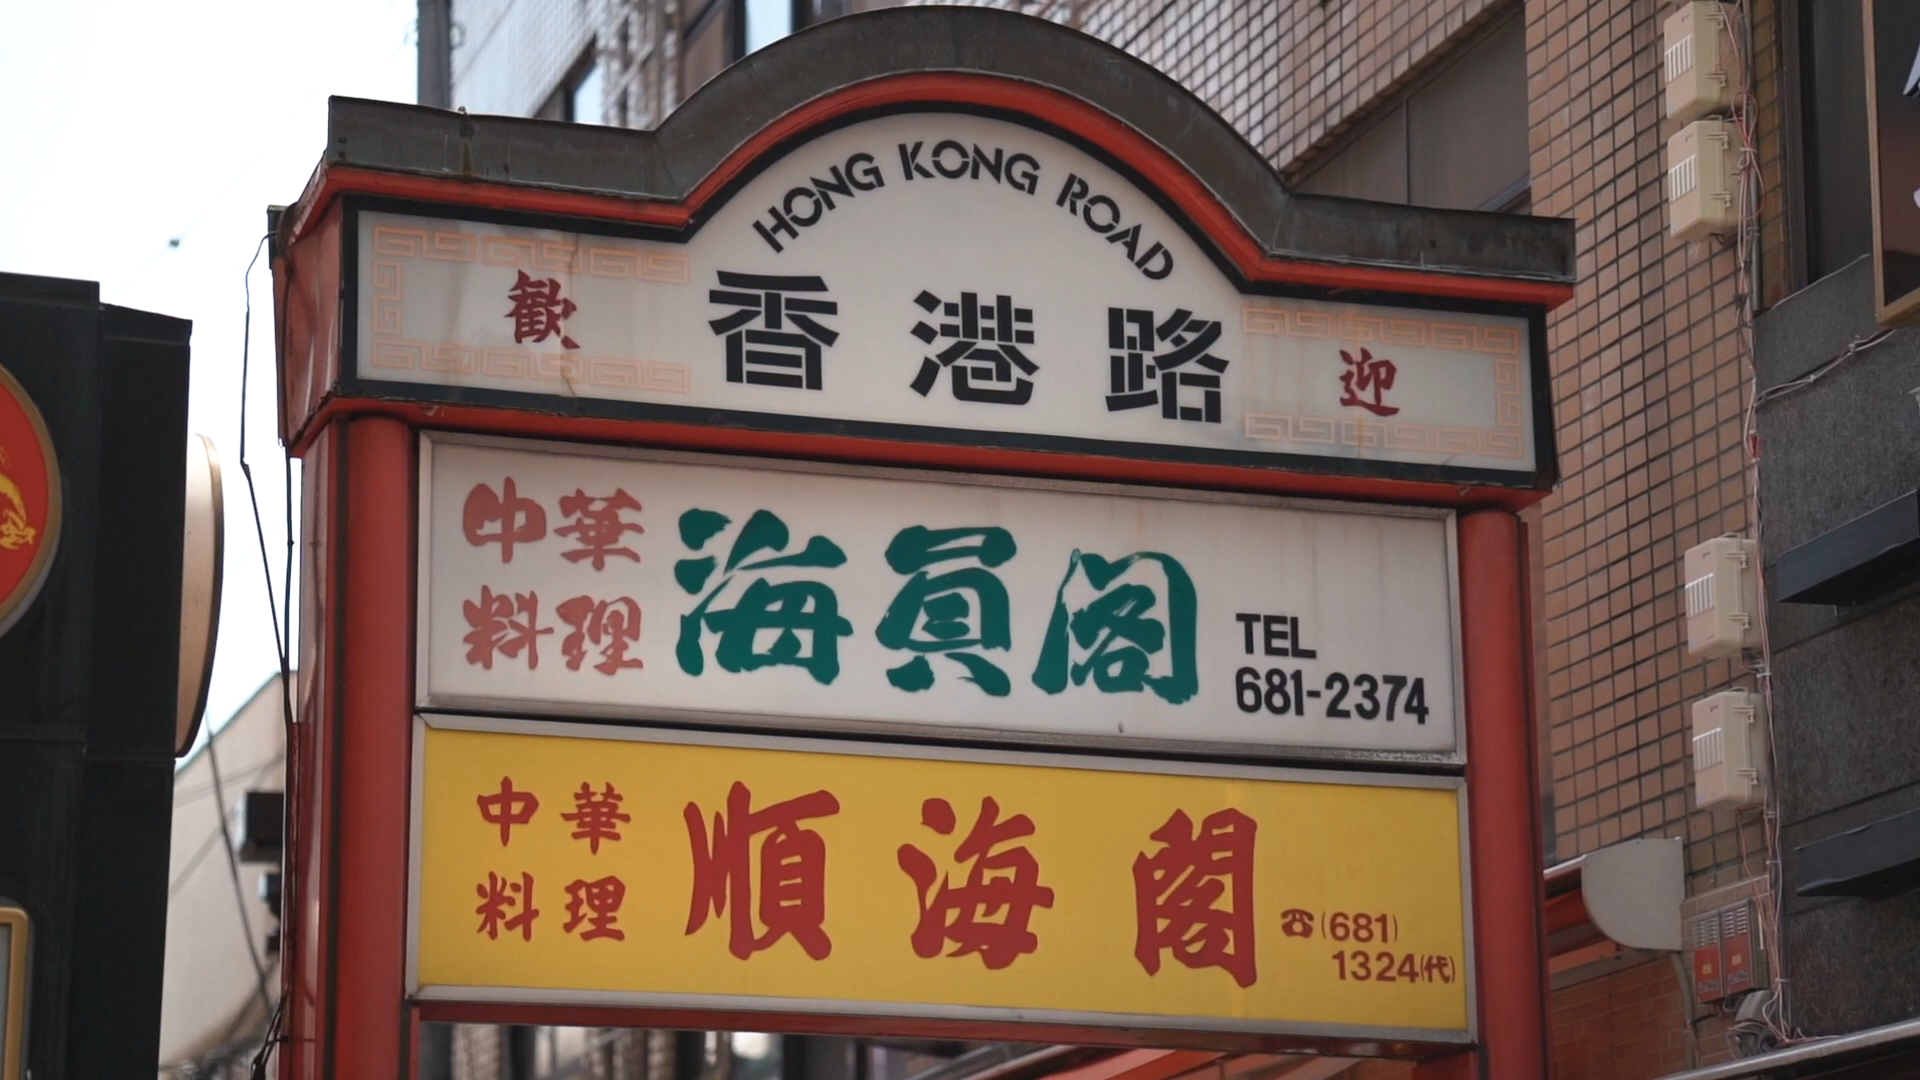 HONG KONG ROAD
歓 香港路 迎
中華
料理
海員閣
TEL
681-2374
中華
料理
順海閣
☎(681)
1324(代)